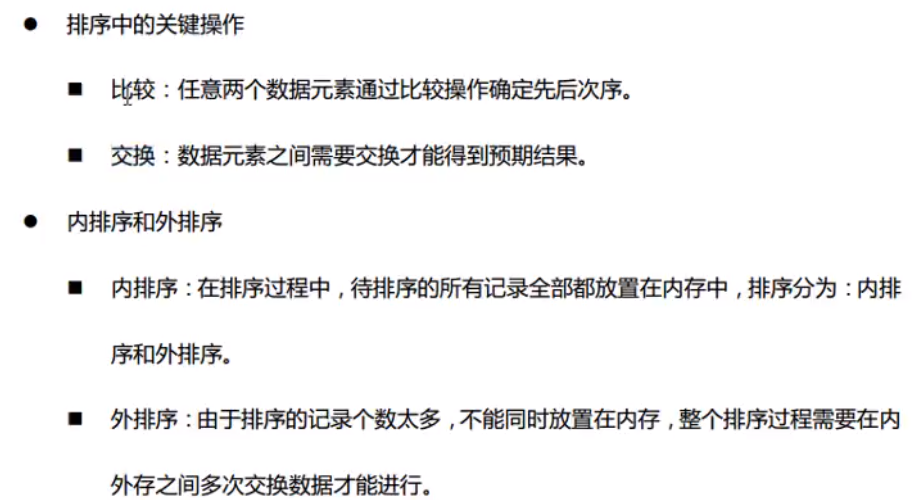 ● 排序中的关键操作
■ 比较：任意两个数据元素通过比较操作确定先后次序。
■ 交换：数据元素之间需要交换才能得到预期结果。
● 内排序和外排序
■ 内排序：在排序过程中，待排序的所有记录全部都放置在内存中，排序分为：内排
序和外排序。
■ 外排序：由于排序的记录个数太多，不能同时放置在内存，整个排序过程需要在内
外存之间多次交换数据才能进行。